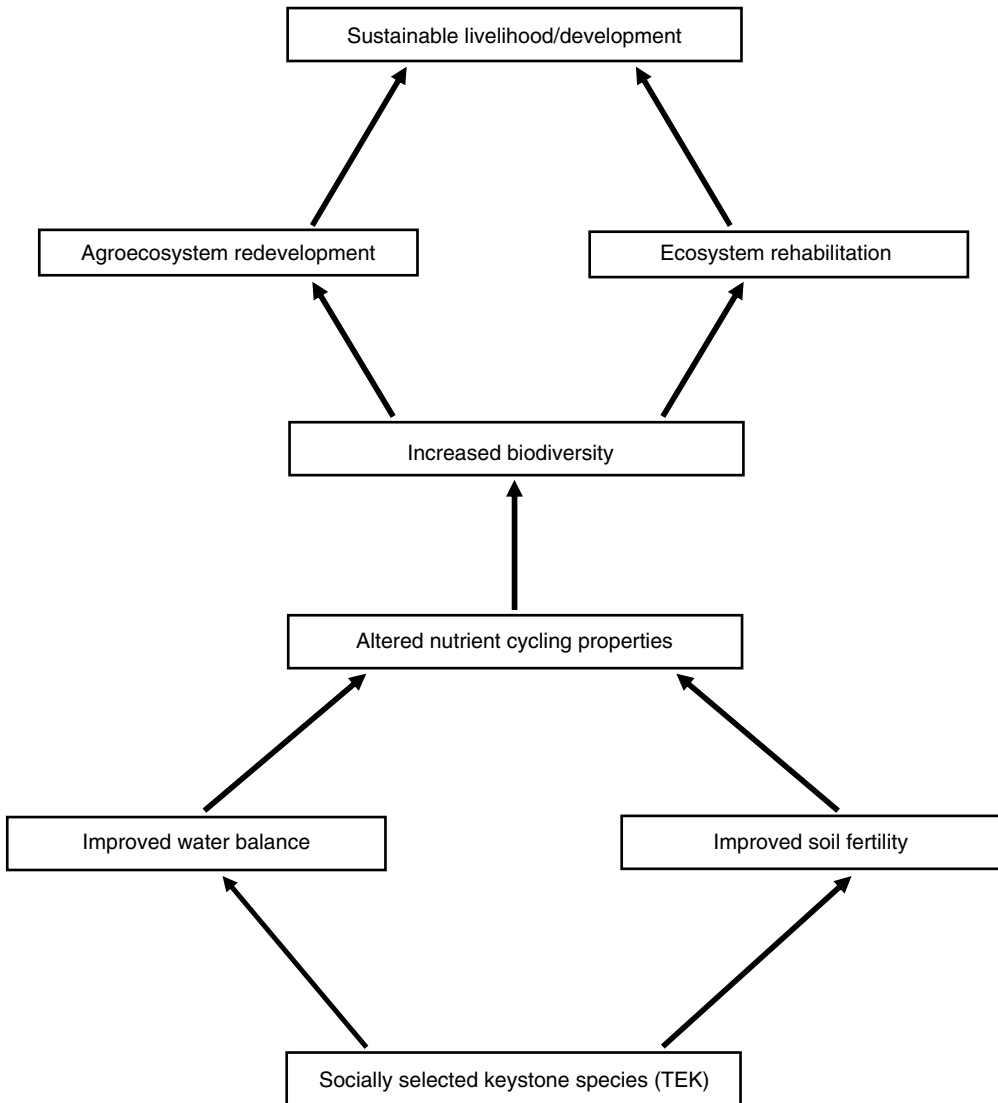 Sustainable livelihood/development
Agroecosystem redevelopment
Ecosystem rehabilitation
Increased biodiversity
Altered nutrient cycling properties
Improved water balance
Improved soil fertility
Socially selected keystone species (TEK)